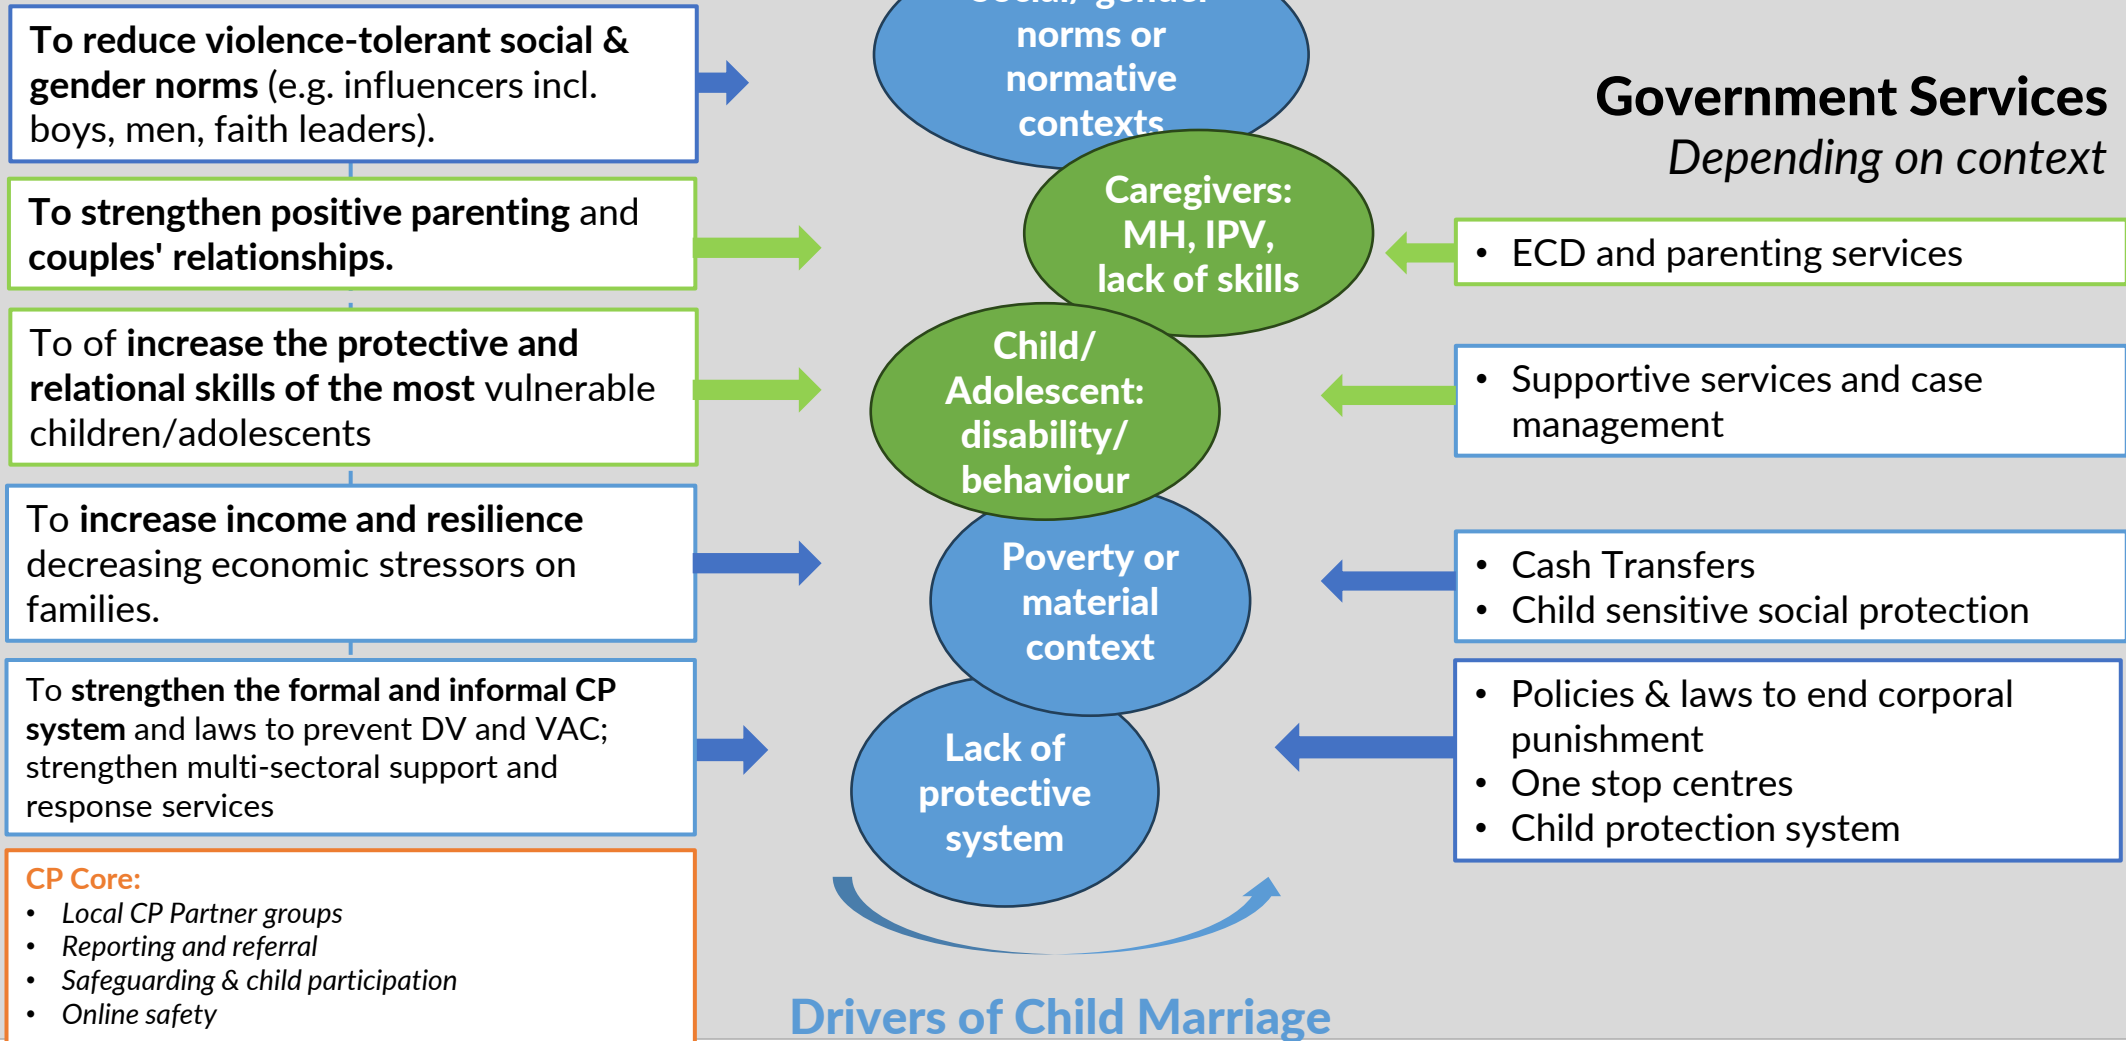 To reduce violence-tolerant social &
gender norms (e.g. influencers incl.
boys, men, faith leaders).
To strengthen positive parenting and
couples' relationships.
To of increase the protective and
relational skills of the most vulnerable
children/adolescents
To increase income and resilience
decreasing economic stressors on
families.
To strengthen the formal and informal CP
system and laws to prevent DV and VAC;
strengthen multi-sectoral support and
response services
CP Core:
• Local CP Partner groups
• Reporting and referral
• Safeguarding & child participation
• Online safety
Social, gender
norms or
normative
contexts
Caregivers:
MH, IPV,
lack of skills
Child/
Adolescent:
disability/
behaviour
Poverty or
material
context
Lack of
protective
system
Drivers of Child Marriage
Government Services
Depending on context
• ECD and parenting services
• Supportive services and case
management
• Cash Transfers
• Child sensitive social protection
• Policies & laws to end corporal
punishment
• One stop centres
• Child protection system